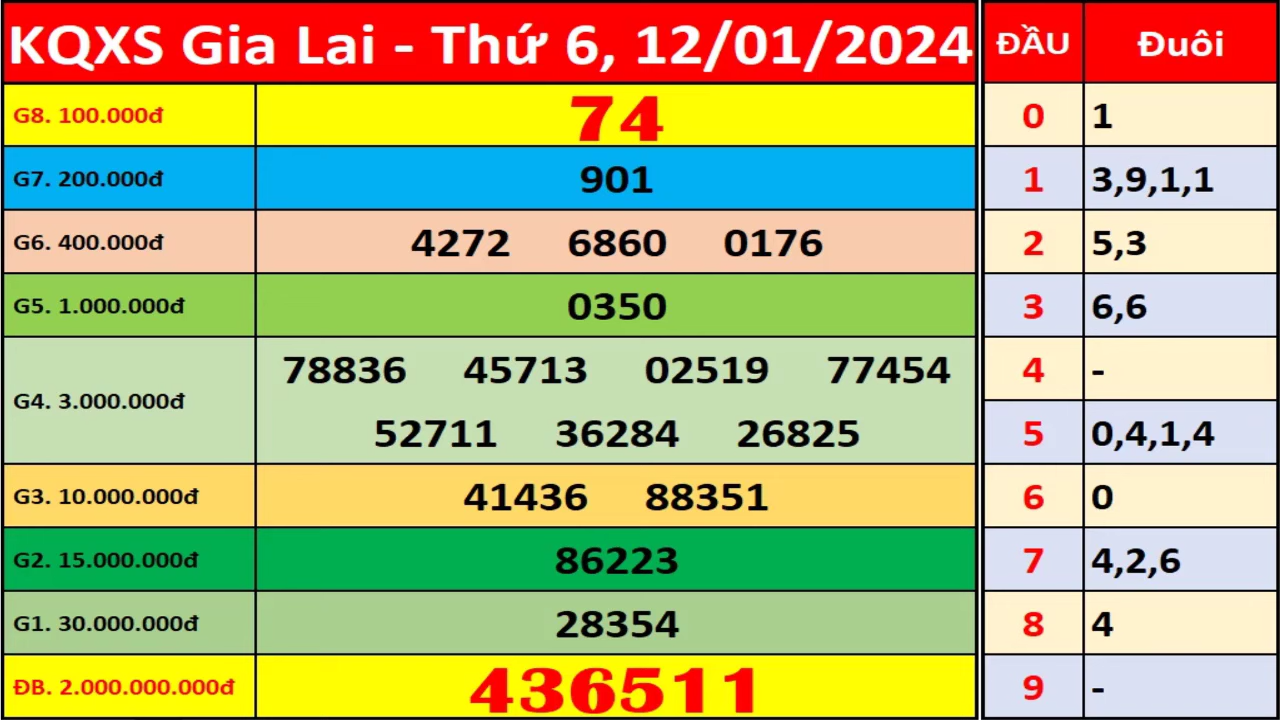 KQXS Gia Lai - Thứ 6, 12/01/2024 ĐẦU Đuôi
G8. 100.000đ 74 0 1
G7. 200.000đ 901 1 3,9,1,1
G6. 400.000đ 4272 6860 0176 2 5,3
G5. 1.000.000đ 0350 3 6,6
78836 45713 02519 77454 4 -
G4. 3.000.000đ
52711 36284 26825 5 0,4,1,4
G3. 10.000.000đ 41436 88351 6 0
G2. 15.000.000đ 86223 7 4,2,6
G1. 30.000.000đ 28354 8 4
ĐB. 2.000.000.000đ 436511 9 -